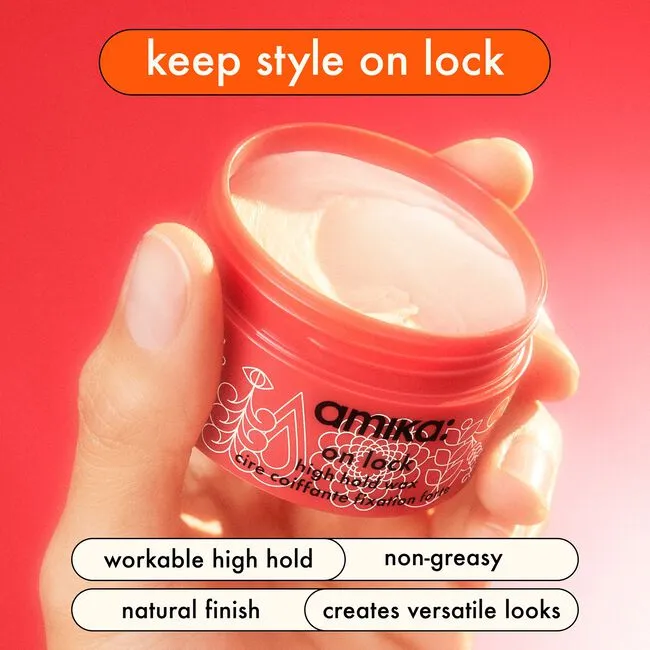 keep style on lock
amika:
on lock
high hold wax
cire coiffante fixation forte
workable high hold
non-greasy
natural finish
creates versatile looks